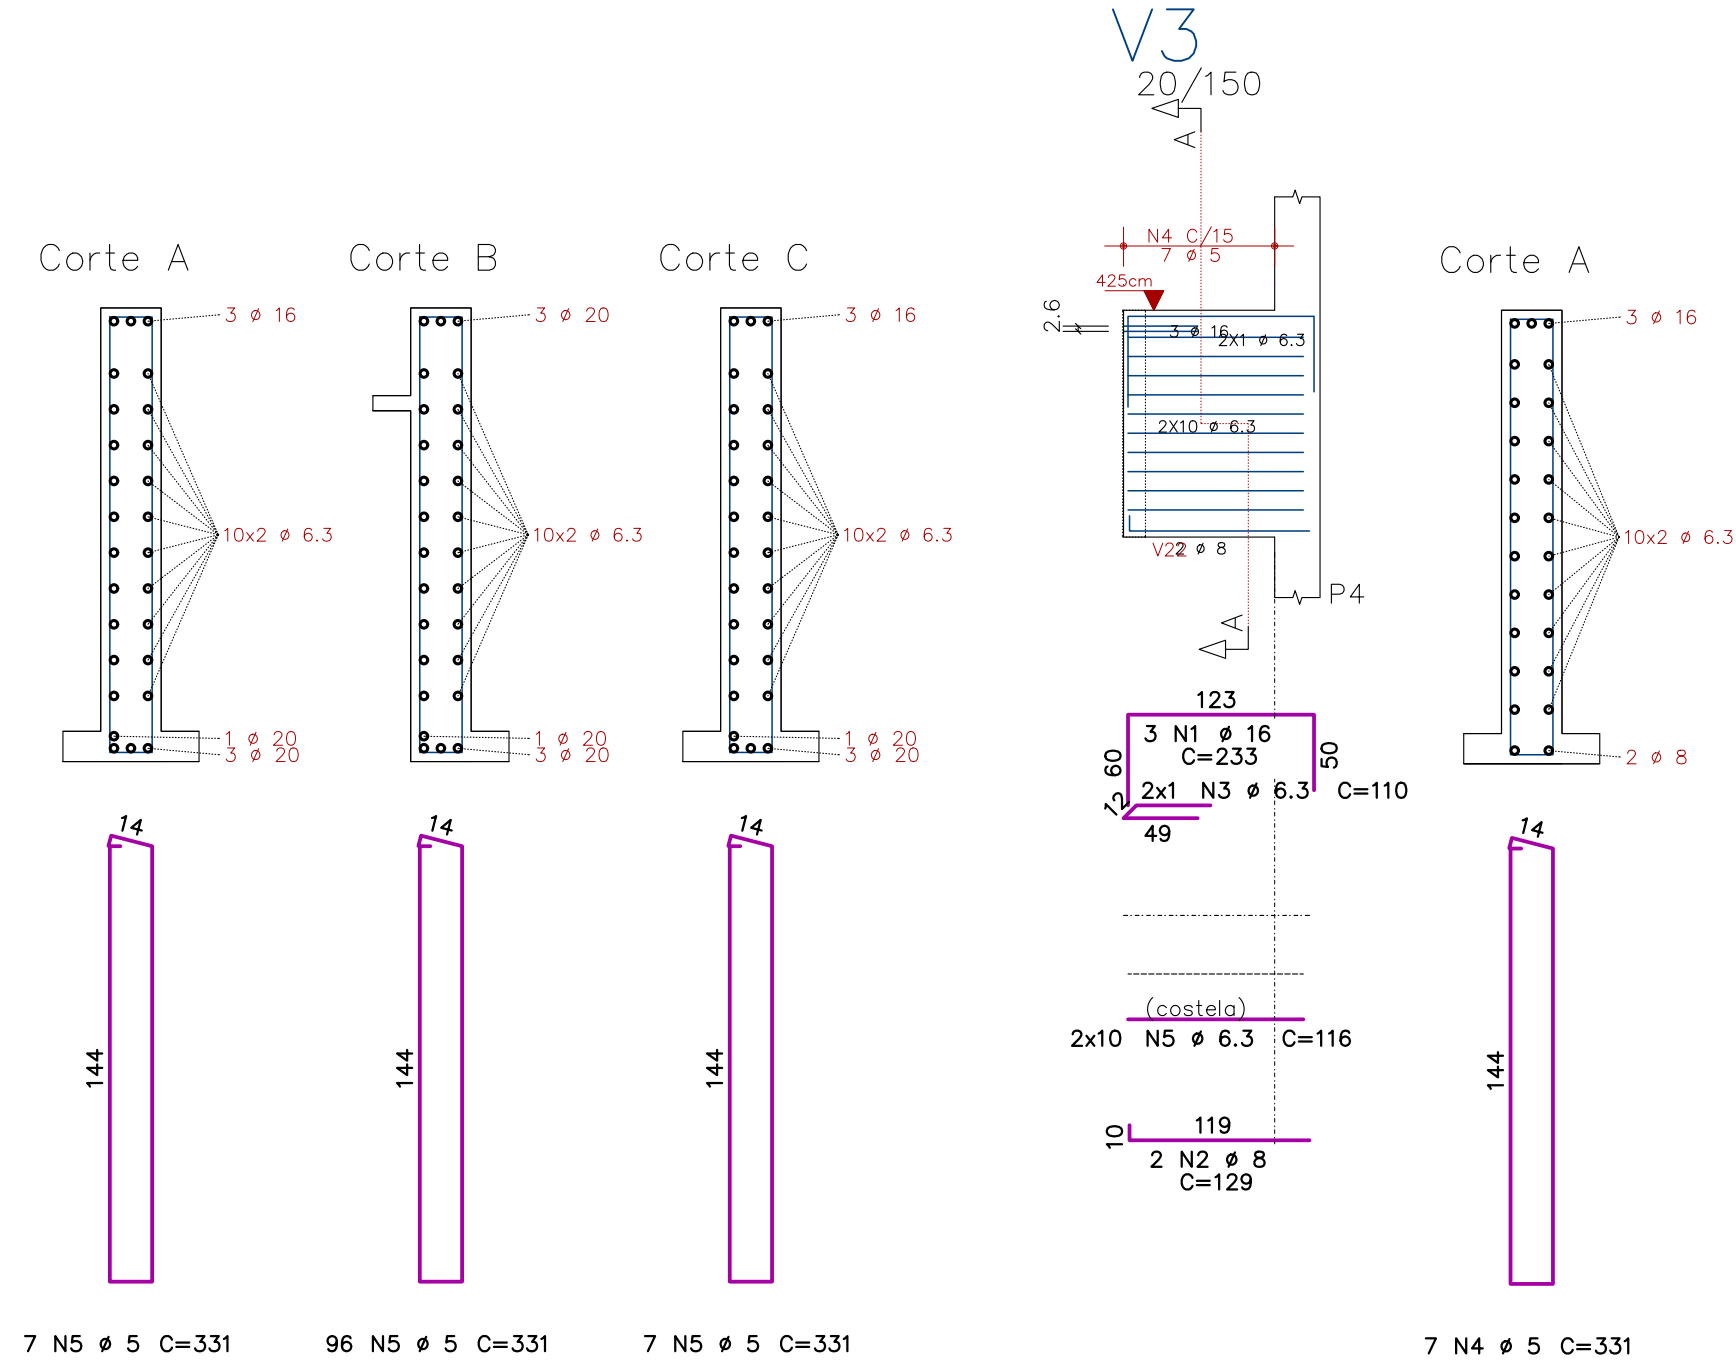 V3
20/150
A
N4 C/15
7 ø 5
425cm
2.6
3 ø 16
2X1 ø 6.3
2X10 ø 6.3
V22
2 ø 8
P4
A
123
3 N1 ø 16
C=233
60
50
2x1 N3 ø 6.3 C=110
12
49
(costela)
2x10 N5 ø 6.3 C=116
119
10
2 N2 ø 8
C=129
Corte A
3 ø 16
10x2 ø 6.3
1 ø 20
3 ø 20
14
144
7 N5 ø 5 C=331
Corte B
3 ø 20
10x2 ø 6.3
1 ø 20
3 ø 20
14
144
96 N5 ø 5 C=331
Corte C
3 ø 16
10x2 ø 6.3
1 ø 20
3 ø 20
14
144
7 N5 ø 5 C=331
Corte A
3 ø 16
10x2 ø 6.3
2 ø 8
14
144
7 N4 ø 5 C=331